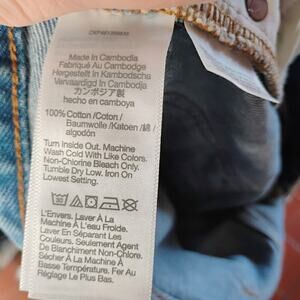 Made In Cambodia
Fabriqué Au Cambodge
Hergestellt In Kambodscha
Vervaardigd In Cambodja
カンボジア製
hecho en camboya
100% Cotton /Coton /
Baumwolle /Katoen / 綿 /
algodón
Turn Inside Out. Machine
Wash Cold With Like Colors.
Non-Chlorine Bleach Only.
Tumble Dry Low. Iron On
Lowest Setting.
30
L'Envers. Laver À La
Machine À L'Eau Froide.
Laver En Séparant Les
Couleurs. Seulement Agent
De Blanchiment Sans Chlore.
Sécher À La Machine À
Basse Température. Fer Au
Réglage Le Plus Bas.